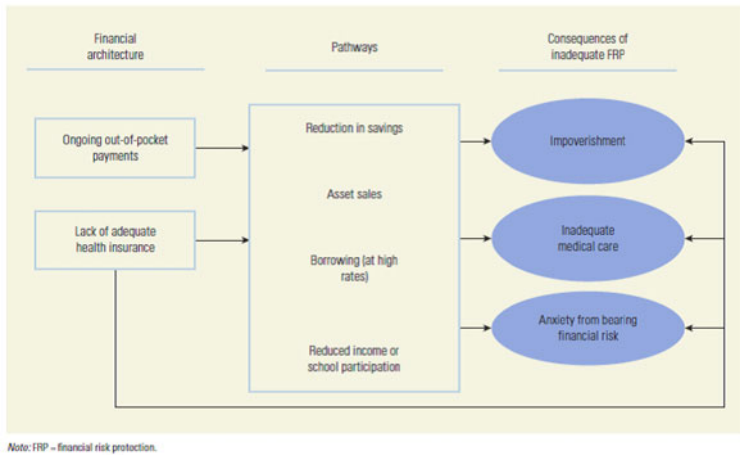 Financial
architecture
Pathways
Consequences of
inadequate FRP
Ongoing out-of-pocket
payments
Lack of adequate
health insurance
Reduction in savings
Asset sales
Borrowing (at high
rates)
Reduced income or
school participation
Impoverishment
Inadequate
medical care
Anxiety from bearing
financial risk
Note: FRP = financial risk protection.